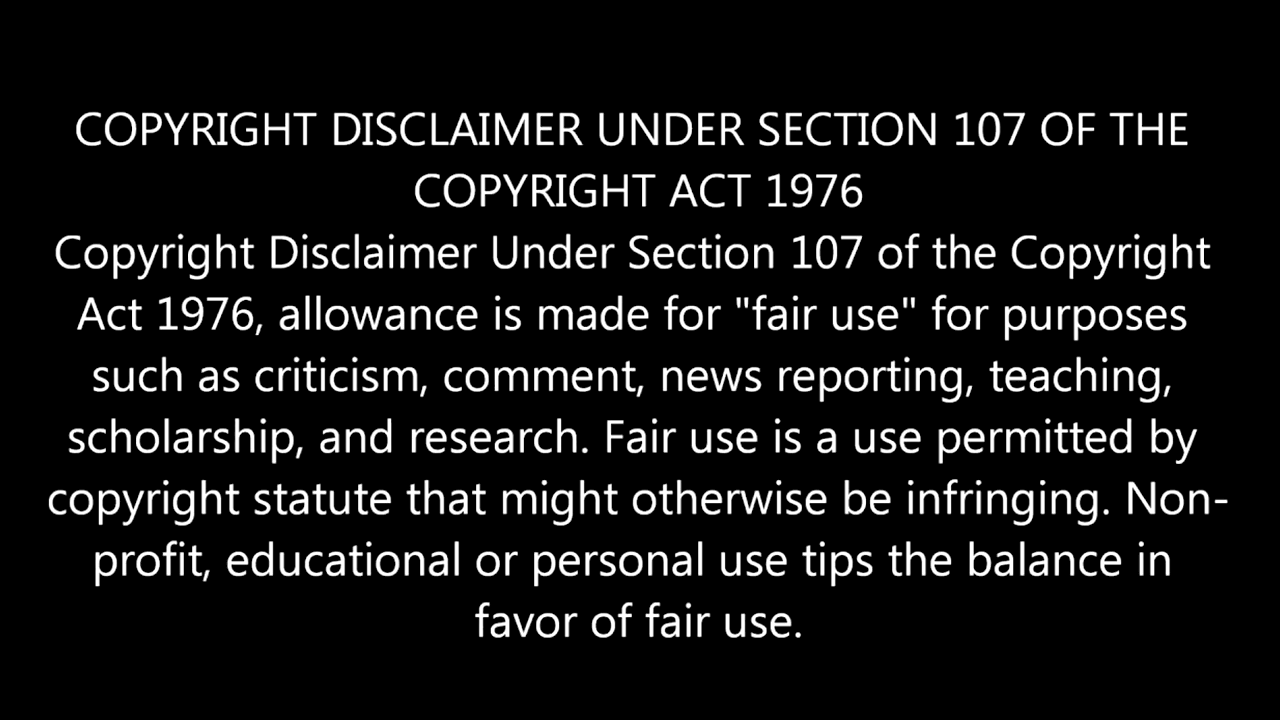 COPYRIGHT DISCLAIMER UNDER SECTION 107 OF THE
COPYRIGHT ACT 1976
Copyright Disclaimer Under Section 107 of the Copyright
Act 1976, allowance is made for "fair use" for purposes
such as criticism, comment, news reporting, teaching,
scholarship, and research. Fair use is a use permitted by
copyright statute that might otherwise be infringing. Non-
profit, educational or personal use tips the balance in
favor of fair use.